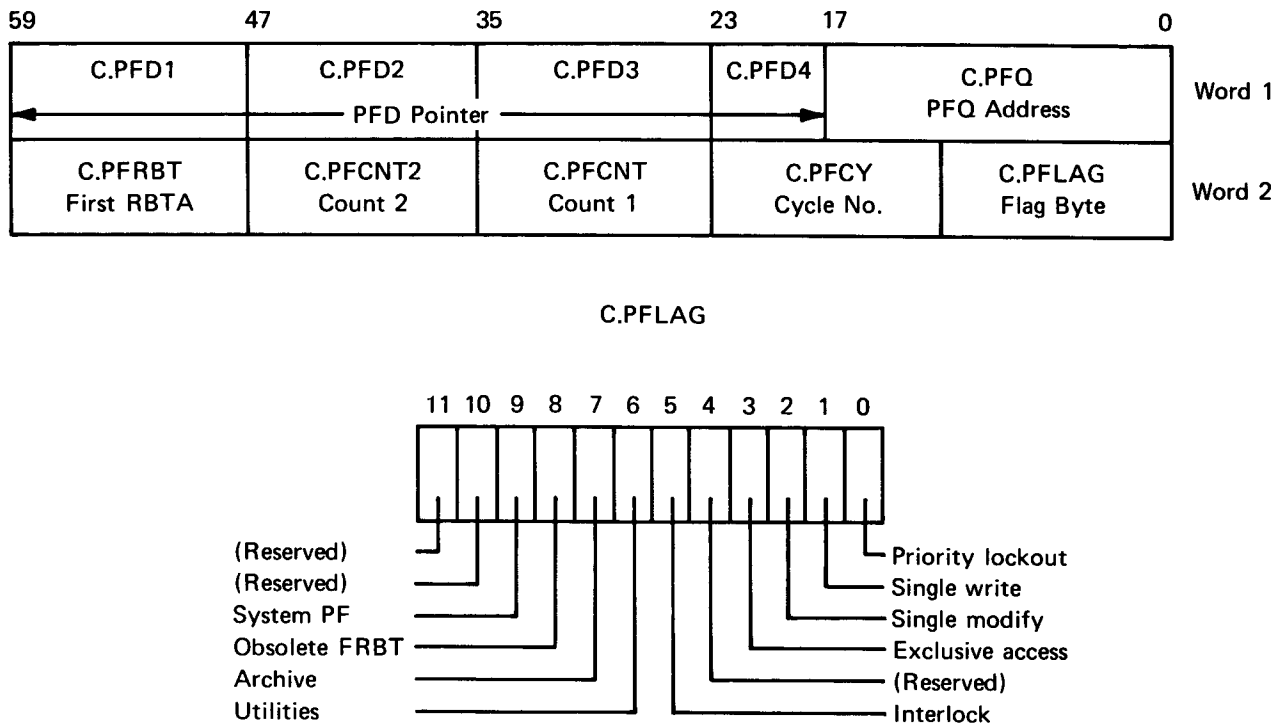 59 47 35 23 17 0
C.PFD1 C.PFD2 C.PFD3 C.PFD4 C.PFQ
PFD Pointer PFQ Address Word 1
C.PFRBT C.PFCNT2 C.PFCNT C.PFCY C.PFLAG
First RBTA Count 2 Count 1 Cycle No. Flag Byte Word 2
C.PFLAG
11 10 9 8 7 6 5 4 3 2 1 0
(Reserved) Priority lockout
(Reserved) Single write
System PF Single modify
Obsolete FRBT Exclusive access
Archive (Reserved)
Utilities Interlock